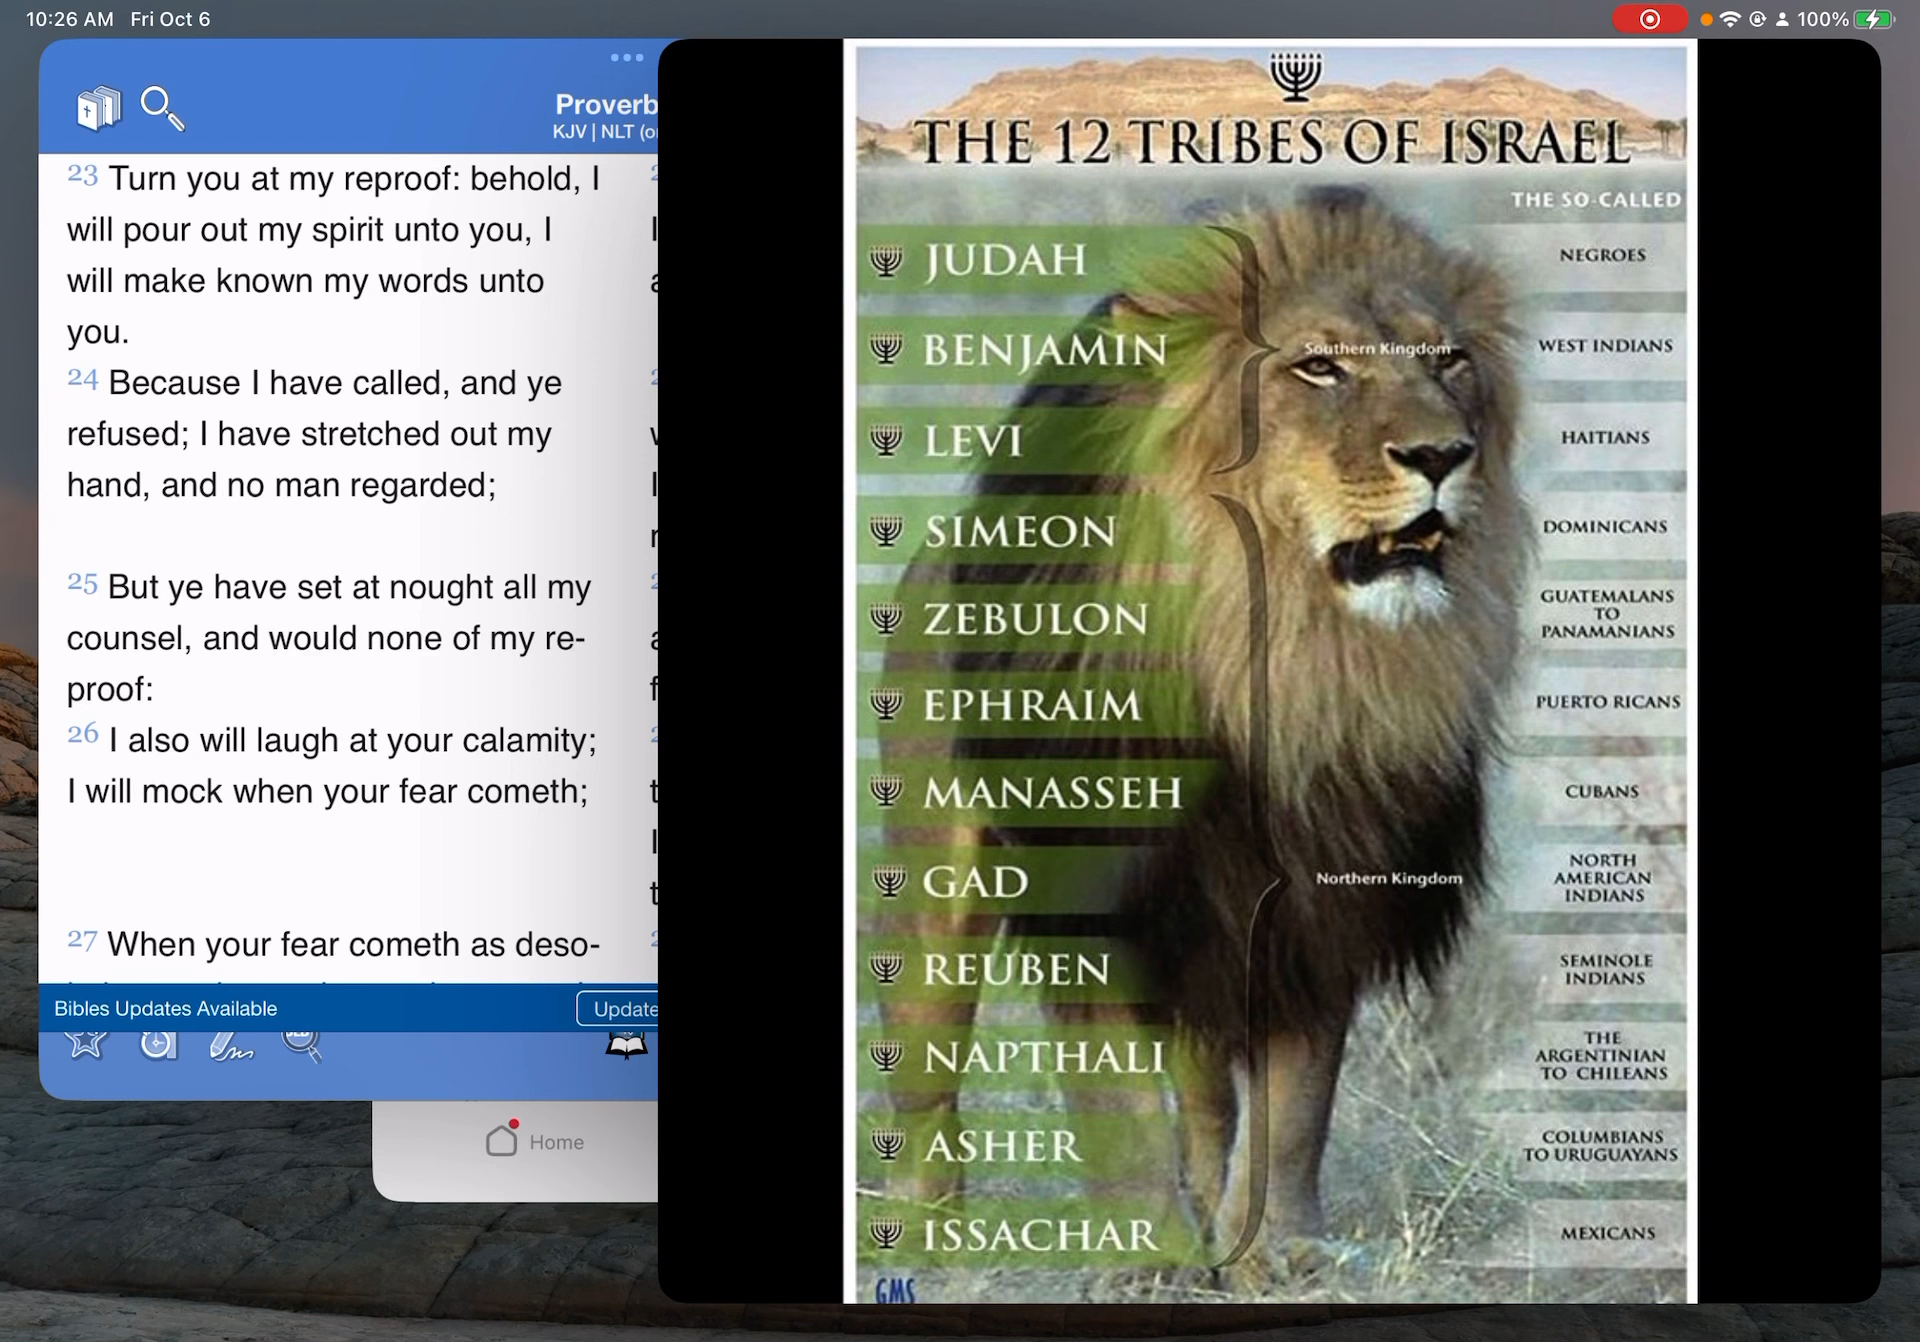 10:26 AM Fri Oct 6
100%
Proverb
KJV | NLT (o
23 Turn you at my reproof: behold, I
will pour out my spirit unto you, I
will make known my words unto
you.
24 Because I have called, and ye
refused; I have stretched out my
hand, and no man regarded;
25 But ye have set at nought all my
counsel, and would none of my re-
proof:
26 I also will laugh at your calamity;
I will mock when your fear cometh;
27 When your fear cometh as deso-
Bibles Updates Available
Update
Home
THE 12 TRIBES OF ISRAEL
THE SO-CALLED
JUDAH
NEGROES
BENJAMIN
Southern Kingdom
WEST INDIANS
LEVI
HAITIANS
SIMEON
DOMINICANS
ZEBULON
GUATEMALANS
TO
PANAMANIANS
EPHRAIM
PUERTO RICANS
MANASSEH
CUBANS
GAD
Northern Kingdom
NORTH
AMERICAN
INDIANS
REUBEN
SEMINOLE
INDIANS
NAPTHALI
THE
ARGENTINIAN
TO CHILEANS
ASHER
COLUMBIANS
TO URUGUAYANS
ISSACHAR
MEXICANS
GMS